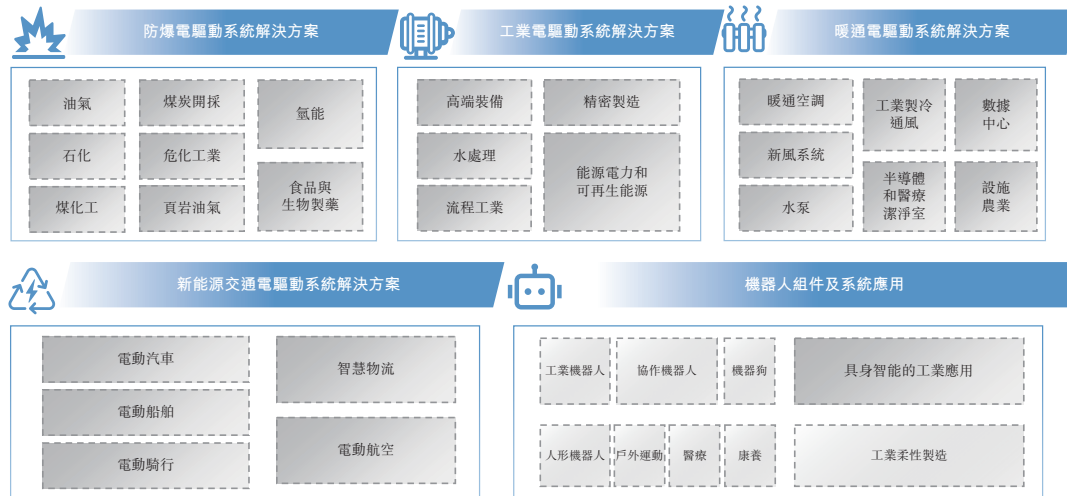 防爆電驅動系統解決方案
油氣
煤炭開採
氫能
石化
危化工業
食品與
生物製藥
煤化工
頁岩油氣
工業電驅動系統解決方案
高端裝備
精密製造
水處理
能源電力和
可再生能源
流程工業
暖通電驅動系統解決方案
暖通空調
工業製冷
通風
數據
中心
新風系統
半導體
和醫療
潔淨室
設施
農業
水泵
新能源交通電驅動系統解決方案
電動汽車
智慧物流
電動船舶
電動航空
電動騎行
機器人組件及系統應用
工業機器人
協作機器人
機器狗
具身智能的工業應用
人形機器人
戶外運動
醫療
康養
工業柔性製造